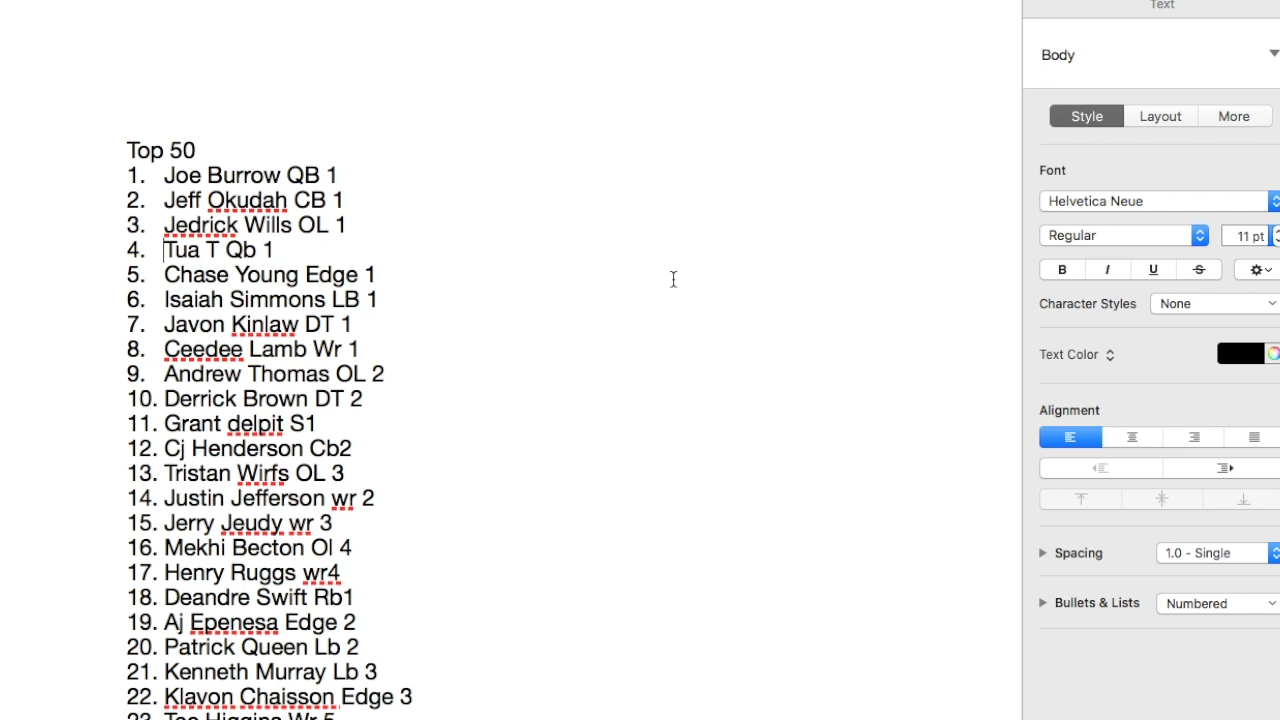 Text
Body
Style Layout More
Top 50
1. Joe Burrow QB 1
2. Jeff Okudah CB 1
3. Jedrick Wills OL 1
4. Tua T Qb 1
5. Chase Young Edge 1
6. Isaiah Simmons LB 1
7. Javon Kinlaw DT 1
8. Ceedee Lamb Wr 1
9. Andrew Thomas OL 2
10. Derrick Brown DT 2
11. Grant delpit S1
12. Cj Henderson Cb2
13. Tristan Wirfs OL 3
14. Justin Jefferson wr 2
15. Jerry Jeudy wr 3
16. Mekhi Becton Ol 4
17. Henry Ruggs wr4
18. Deandre Swift Rb1
19. Aj Epenesa Edge 2
20. Patrick Queen Lb 2
21. Kenneth Murray Lb 3
22. Klavon Chaisson Edge 3
23. Tee Higgins Wr 5
Font
Helvetica Neue
Regular 11 pt
B I U S
Character Styles None
Text Color
Alignment
Spacing 1.0 - Single
Bullets & Lists Numbered